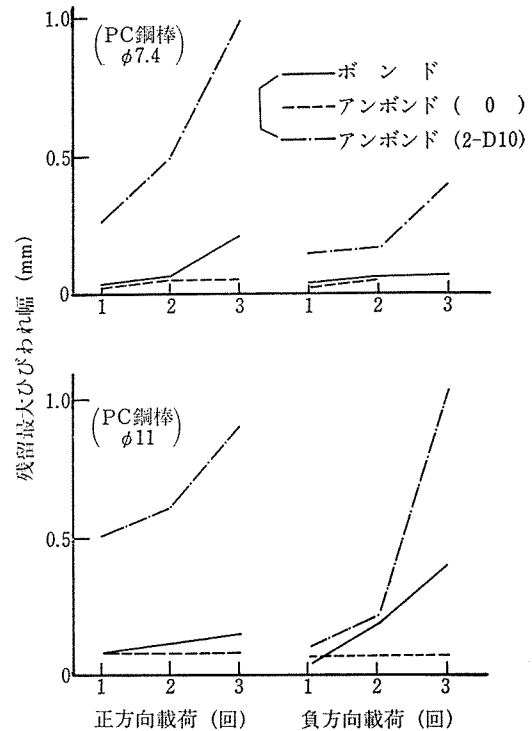 残留最大ひびわれ幅 (mm)
1.0
(PC鋼棒
φ7.4)
ボンド
アンボンド ( 0 )
アンボンド (2-D10)
0.5
0
1 2 3 1 2 3
1.0
(PC鋼棒
φ11)
0.5
0
1 2 3 1 2 3
正方向載荷 (回) 負方向載荷 (回)